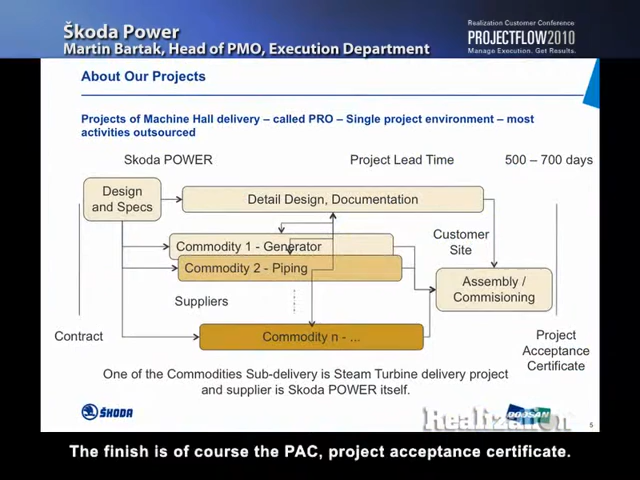 Škoda Power
Martin Bartak, Head of PMO, Execution Department
Realization Customer Conference
PROJECTFLOW2010
Manage Execution. Get Results.
About Our Projects
Projects of Machine Hall delivery – called PRO – Single project environment – most
activities outsourced
Skoda POWER
Project Lead Time
500 – 700 days
Design
and Specs
Detail Design, Documentation
Commodity 1 - Generator
Customer
Site
Commodity 2 - Piping
Assembly /
Commisioning
Suppliers
Contract
Commodity n - ...
Project
Acceptance
Certificate
One of the Commodities Sub-delivery is Steam Turbine delivery project
and supplier is Skoda POWER itself.
ŠKODA
DOOSAN
Realization
5
The finish is of course the PAC, project acceptance certificate.